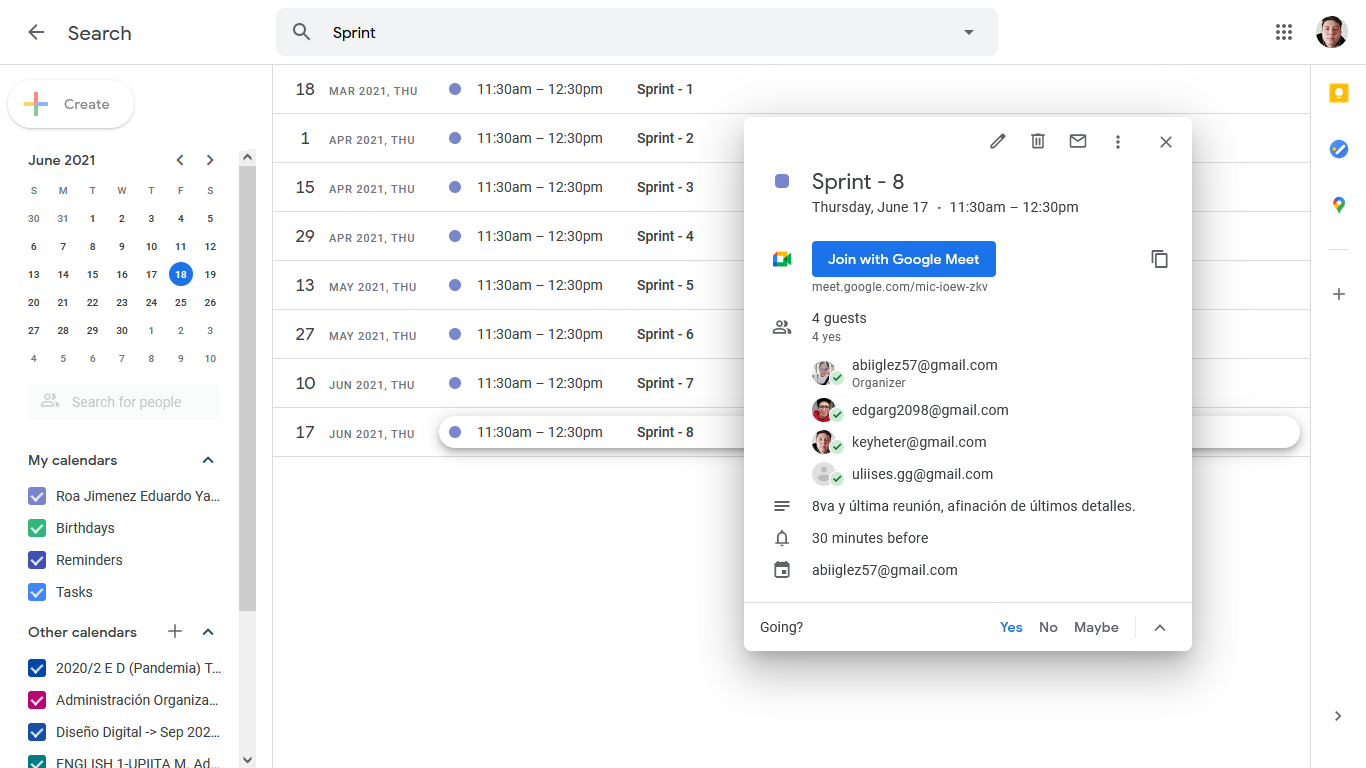 Search
Sprint
Create
June 2021
S M T W T F S
30 31 1 2 3 4 5
6 7 8 9 10 11 12
13 14 15 16 17 18 19
20 21 22 23 24 25 26
27 28 29 30 1 2 3
4 5 6 7 8 9 10
Search for people
My calendars
Roa Jimenez Eduardo Ya...
Birthdays
Reminders
Tasks
Other calendars
2020/2 E D (Pandemia) T...
Administración Organiza...
Diseño Digital -> Sep 202...
ENGLISH 1-UPIITA M. Ad...
18 MAR 2021, THU 11:30am – 12:30pm Sprint - 1
1 APR 2021, THU 11:30am – 12:30pm Sprint - 2
15 APR 2021, THU 11:30am – 12:30pm Sprint - 3
29 APR 2021, THU 11:30am – 12:30pm Sprint - 4
13 MAY 2021, THU 11:30am – 12:30pm Sprint - 5
27 MAY 2021, THU 11:30am – 12:30pm Sprint - 6
10 JUN 2021, THU 11:30am – 12:30pm Sprint - 7
17 JUN 2021, THU 11:30am – 12:30pm Sprint - 8
Sprint - 8
Thursday, June 17 · 11:30am – 12:30pm
Join with Google Meet
meet.google.com/mic-ioew-zkv
4 guests
4 yes
abiiglez57@gmail.com
Organizer
edgarg2098@gmail.com
keyheter@gmail.com
uliises.gg@gmail.com
8va y última reunión, afinación de últimos detalles.
30 minutes before
abiiglez57@gmail.com
Going? Yes No Maybe